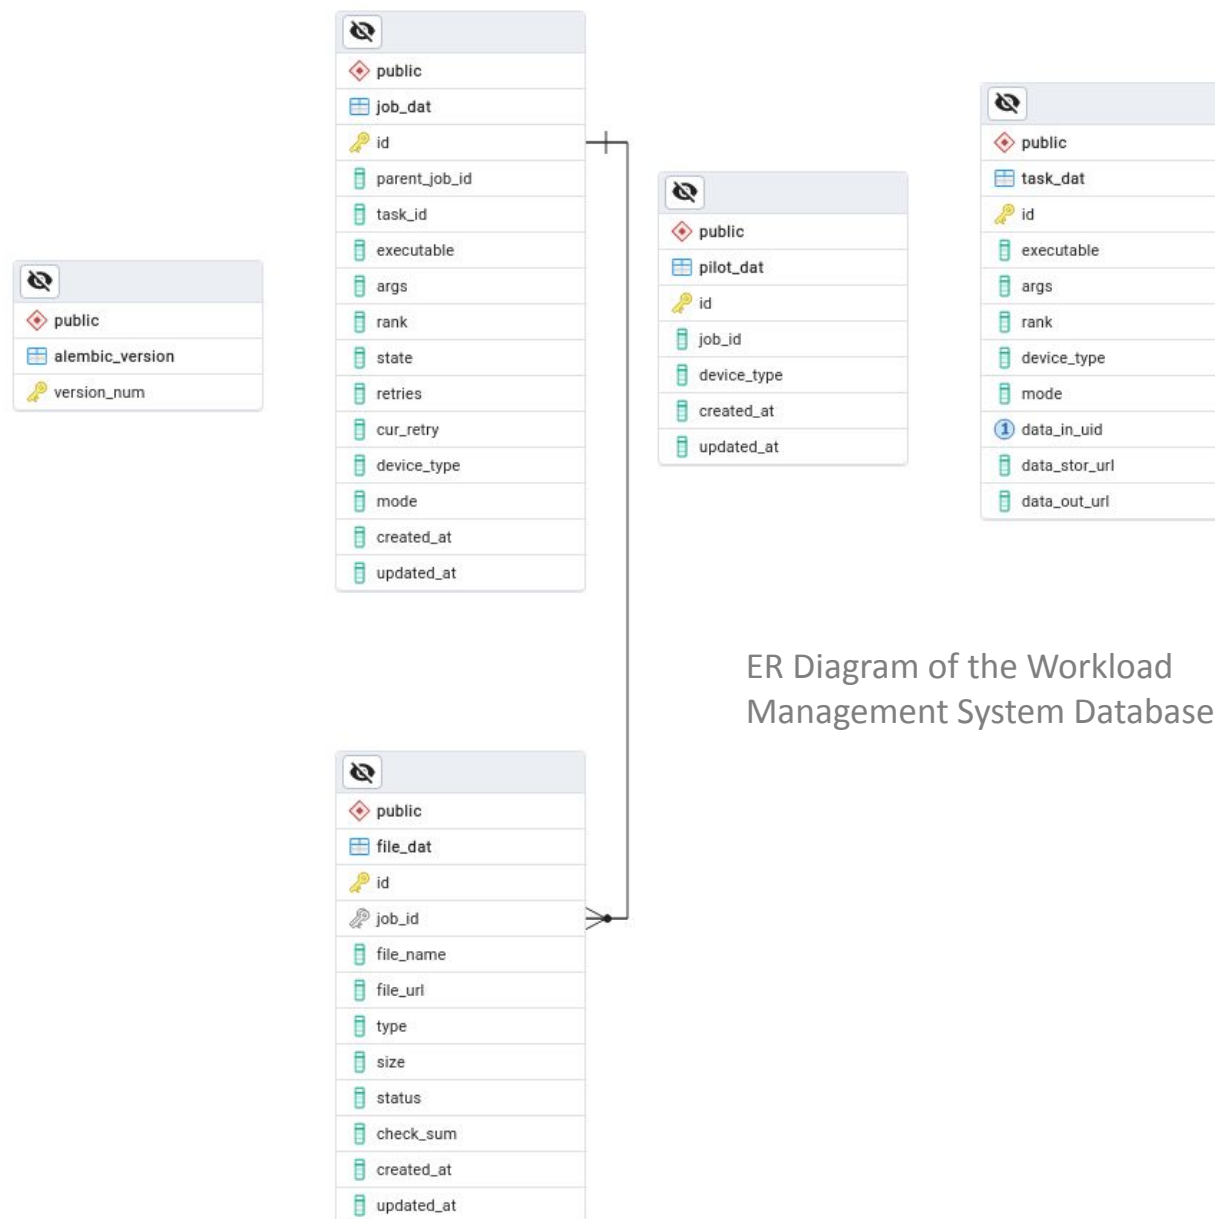 public
alembic_version
version_num
public
job_dat
id
parent_job_id
task_id
executable
args
rank
state
retries
cur_retry
device_type
mode
created_at
updated_at
public
pilot_dat
id
job_id
device_type
created_at
updated_at
public
task_dat
id
executable
args
rank
device_type
mode
1 data_in_uid
data_stor_url
data_out_url
ER Diagram of the Workload
Management System Database
public
file_dat
id
job_id
file_name
file_url
type
size
status
check_sum
created_at
updated_at